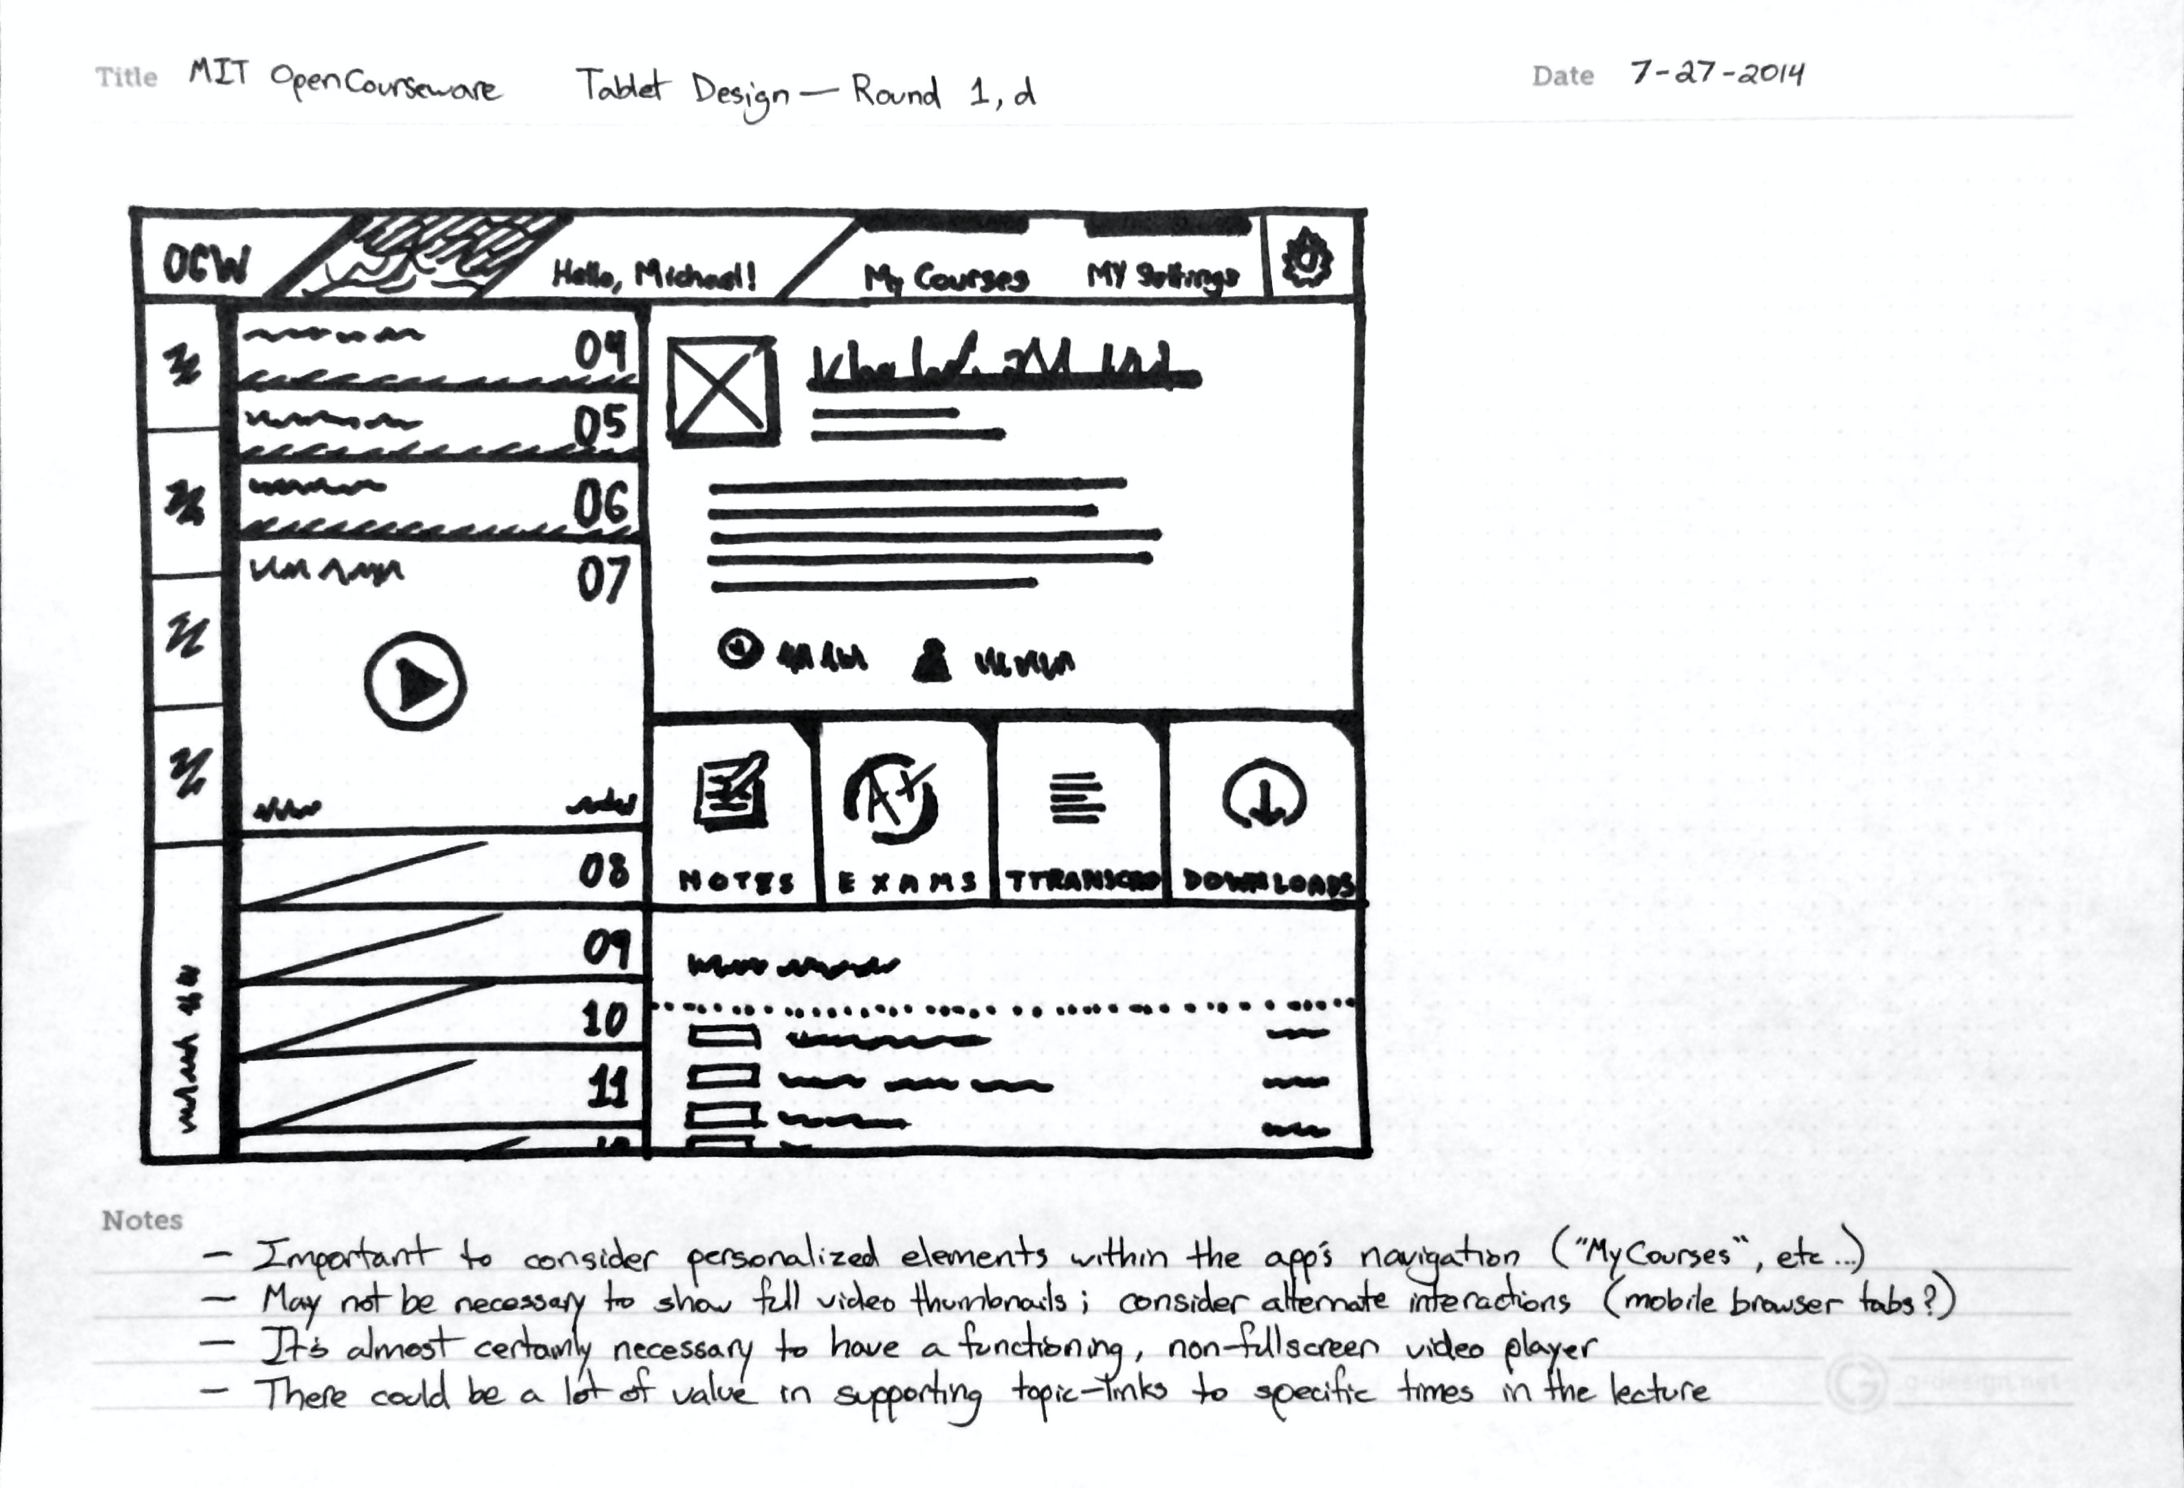 Title MIT OpenCourseware Tablet Design — Round 1, d
Date 7-27-2014
OCW
Hello, Michael!
My Courses
MY Settings
04
05
06
07
08
09
10
11
NOTES
EXAMS
DOWNLOADS
Notes
— Important to consider personalized elements within the app's navigation ("My Courses", etc...)
— May not be necessary to show full video thumbnails; consider alternate interactions (mobile browser tabs?)
— It's almost certainly necessary to have a functioning, non-fullscreen video player
— There could be a lot of value in supporting topic-links to specific times in the lecture
g-design.net